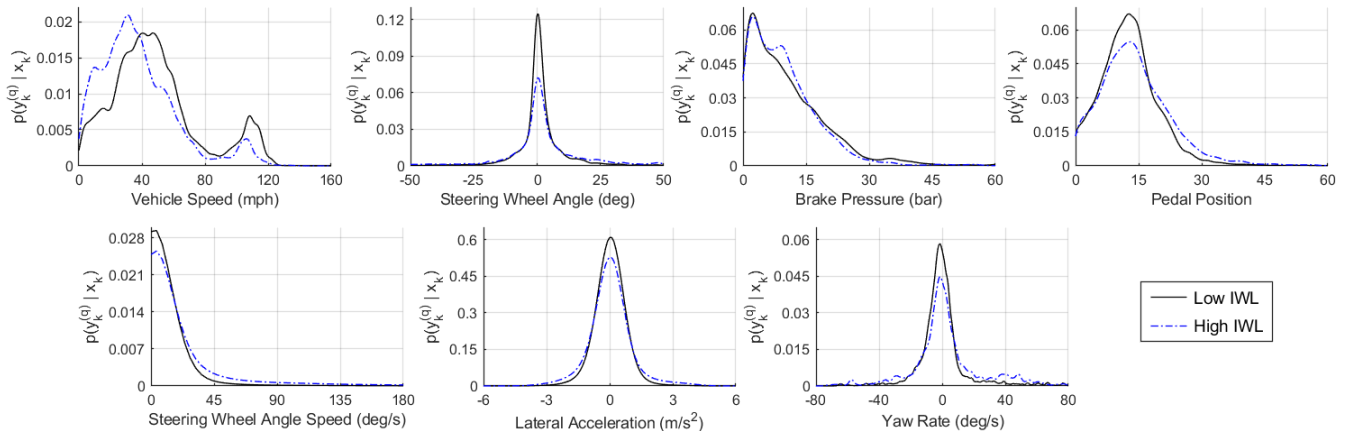 p(y_k^(q) | x_k)
0.02
0.015
0.01
0.005
0
0 40 80 120 160
Vehicle Speed (mph)
p(y_k^(q) | x_k)
0.12
0.09
0.06
0.03
0
-50 -25 0 25 50
Steering Wheel Angle (deg)
p(y_k^(q) | x_k)
0.06
0.045
0.03
0.015
0
0 15 30 45 60
Brake Pressure (bar)
p(y_k^(q) | x_k)
0.06
0.045
0.03
0.015
0
0 15 30 45 60
Pedal Position
p(y_k^(q) | x_k)
0.028
0.021
0.014
0.007
0
0 45 90 135 180
Steering Wheel Angle Speed (deg/s)
p(y_k^(q) | x_k)
0.6
0.45
0.3
0.15
0
-6 -3 0 3 6
Lateral Acceleration (m/s²)
p(y_k^(q) | x_k)
0.06
0.045
0.03
0.015
0
-80 -40 0 40 80
Yaw Rate (deg/s)
Low IWL
High IWL